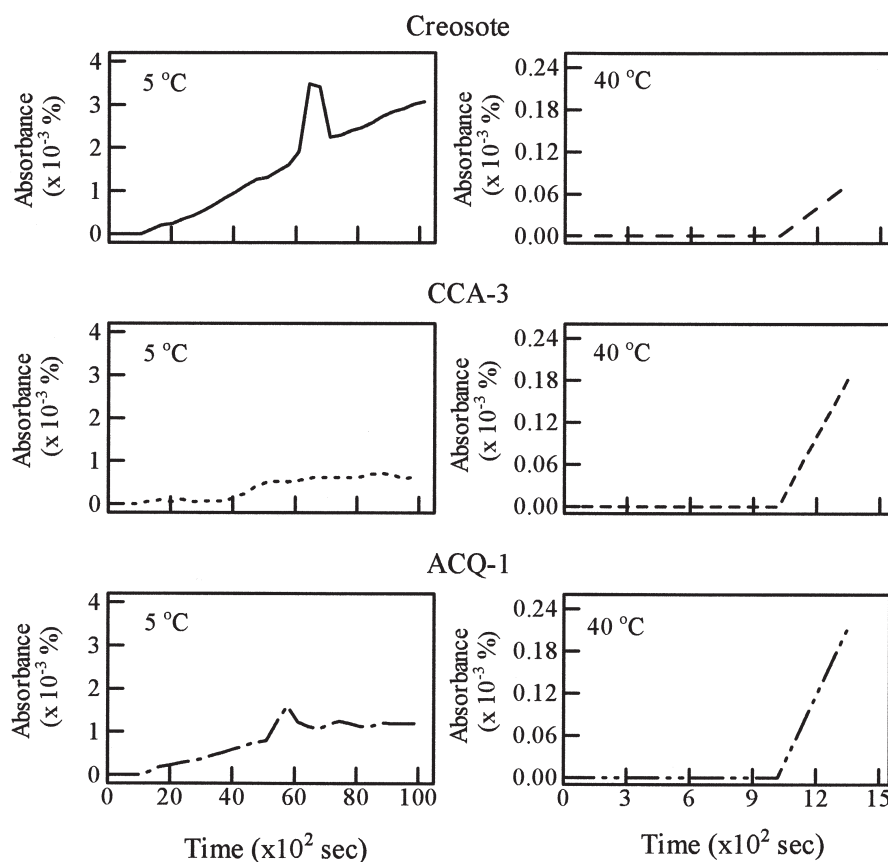 Creosote
Absorbance
(x 10⁻³ %)
4
3
2
1
0
5 °C
Absorbance
(x 10⁻³ %)
0.24
0.18
0.12
0.06
0.00
40 °C
CCA-3
Absorbance
(x 10⁻³ %)
4
3
2
1
0
5 °C
Absorbance
(x 10⁻³ %)
0.24
0.18
0.12
0.06
0.00
40 °C
ACQ-1
Absorbance
(x 10⁻³ %)
4
3
2
1
0
5 °C
0 20 40 60 80 100
Time (x10² sec)
Absorbance
(x 10⁻³ %)
0.24
0.18
0.12
0.06
0.00
40 °C
0 3 6 9 12 15
Time (x10² sec)